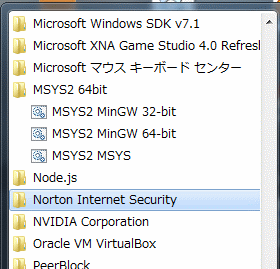 Microsoft Windows SDK v7.1
Microsoft XNA Game Studio 4.0 Refresh
Microsoft マウス キーボード センター
MSYS2 64bit
MSYS2 MinGW 32-bit
MSYS2 MinGW 64-bit
MSYS2 MSYS
Node.js
Norton Internet Security
NVIDIA Corporation
Oracle VM VirtualBox
PeerBlock